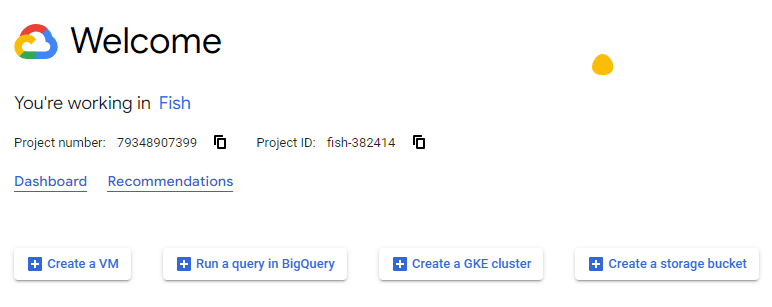 Welcome
You're working in Fish
Project number: 79348907399 Project ID: fish-382414
Dashboard Recommendations
Create a VM Run a query in BigQuery Create a GKE cluster Create a storage bucket